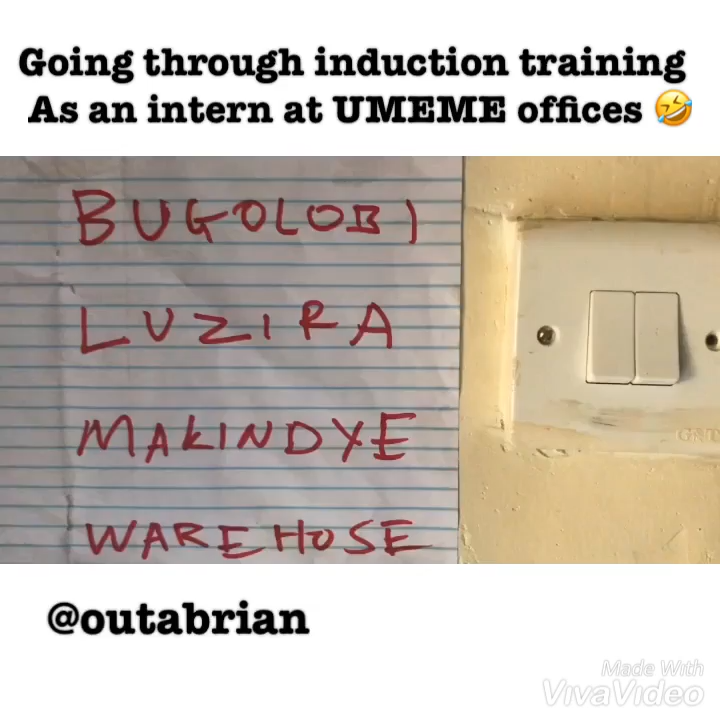 Going through induction training
As an intern at UMEME offices 🤣
BUGOLOBI
LUZIRA
MAKINDYE
WAREHOSE
@outabrian
Made With
VivaVideo